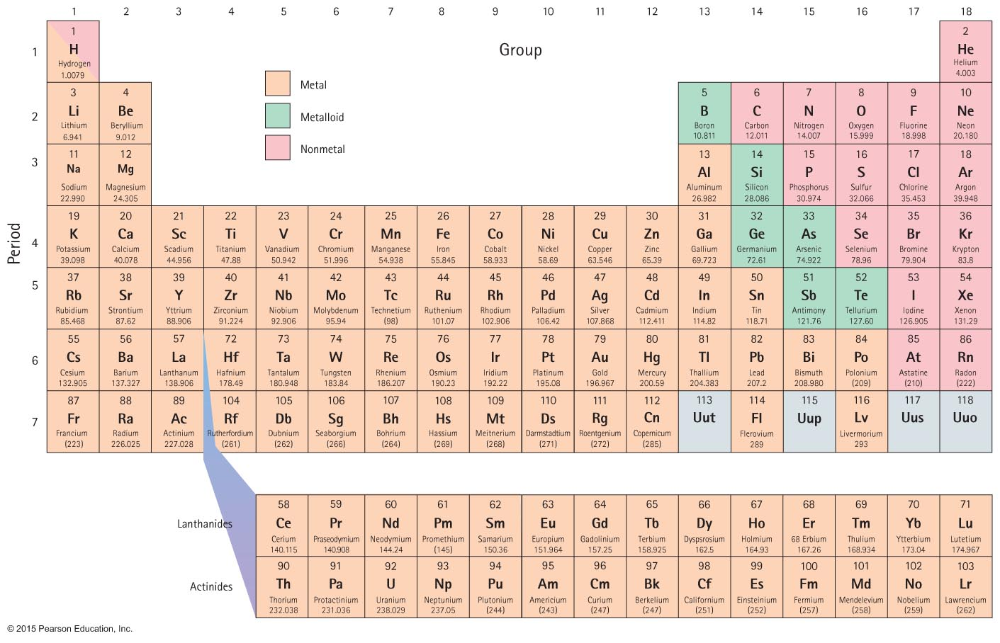 1 2 3 4 5 6 7 8 9 10 11 12 13 14 15 16 17 18
Group
Period
Metal
Metalloid
Nonmetal
1
1 2
H He
Hydrogen Helium
1.0079 4.003
2
3 4 5 6 7 8 9 10
Li Be B C N O F Ne
Lithium Beryllium Boron Carbon Nitrogen Oxygen Fluorine Neon
6.941 9.012 10.811 12.011 14.007 15.999 18.998 20.180
3
11 12 13 14 15 16 17 18
Na Mg Al Si P S Cl Ar
Sodium Magnesium Aluminum Silicon Phosphorus Sulfur Chlorine Argon
22.990 24.305 26.982 28.086 30.974 32.066 35.453 39.948
4
19 20 21 22 23 24 25 26 27 28 29 30 31 32 33 34 35 36
K Ca Sc Ti V Cr Mn Fe Co Ni Cu Zn Ga Ge As Se Br Kr
Potassium Calcium Scadium Titanium Vanadium Chromium Manganese Iron Cobalt Nickel Copper Zinc Gallium Germanium Arsenic Selenium Bromine Krypton
39.098 40.078 44.956 47.88 50.942 51.996 54.938 55.845 58.933 58.69 63.546 65.39 69.723 72.61 74.922 78.96 79.904 83.8
5
37 38 39 40 41 42 43 44 45 46 47 48 49 50 51 52 53 54
Rb Sr Y Zr Nb Mo Tc Ru Rh Pd Ag Cd In Sn Sb Te I Xe
Rubidium Strontium Yttrium Zirconium Niobium Molybdenum Technetium Ruthenium Rhodium Palladium Silver Cadmium Indium Tin Antimony Tellurium Iodine Xenon
85.468 87.62 88.906 91.224 92.906 95.94 (98) 101.07 102.906 106.42 107.868 112.411 114.82 118.71 121.76 127.60 126.905 131.29
6
55 56 57 72 73 74 75 76 77 78 79 80 81 82 83 84 85 86
Cs Ba La Hf Ta W Re Os Ir Pt Au Hg Tl Pb Bi Po At Rn
Cesium Barium Lanthanum Hafnium Tantalum Tungsten Rhenium Osmium Iridium Platinum Gold Mercury Thallium Lead Bismuth Polonium Astatine Radon
132.905 137.327 138.906 178.49 180.948 183.84 186.207 190.23 192.22 195.08 196.967 200.59 204.383 207.2 208.980 (209) (210) (222)
7
87 88 89 104 105 106 107 108 109 110 111 112 113 114 115 116 117 118
Fr Ra Ac Rf Db Sg Bh Hs Mt Ds Rg Cn Uut Fl Uup Lv Uus Uuo
Francium Radium Actinium Rutherfordium Dubnium Seaborgium Bohrium Hassium Meitnerium Darmstadtium Roentgenium Copernicum Flerovium Livermorium
(223) 226.025 227.028 (261) (262) (266) (264) (269) (268) (271) (272) (285) 289 293
Lanthanides
58 59 60 61 62 63 64 65 66 67 68 69 70 71
Ce Pr Nd Pm Sm Eu Gd Tb Dy Ho Er Tm Yb Lu
Cerium Praseodymium Neodymium Promethium Samarium Europium Gadolinium Terbium Dyspsrosium Holmium 68 Erbium Thulium Ytterbium Lutetium
140.115 140.908 144.24 (145) 150.36 151.964 157.25 158.925 162.5 164.93 167.26 168.934 173.04 174.967
Actinides
90 91 92 93 94 95 96 97 98 99 100 101 102 103
Th Pa U Np Pu Am Cm Bk Cf Es Fm Md No Lr
Thorium Protactinium Uranium Neptunium Plutonium Americium Curium Berkelium Californium Einsteinium Fermium Mendelevium Nobelium Lawrencium
232.038 231.036 238.029 237.05 (244) (243) (247) (247) (251) (252) (257) (258) (259) (262)
© 2015 Pearson Education, Inc.